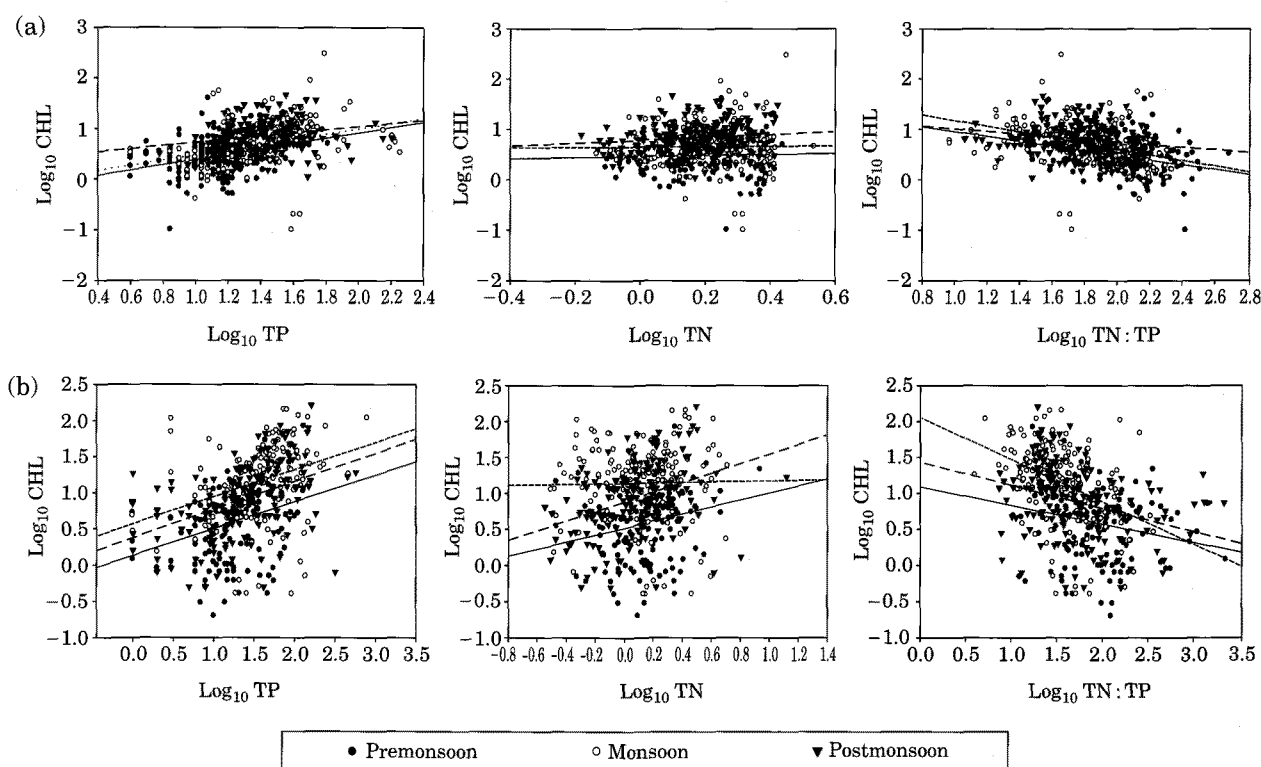 (a)
Log₁₀ CHL
3
2
1
0
−1
−2
0.4 0.6 0.8 1.0 1.2 1.4 1.6 1.8 2.0 2.2 2.4
Log₁₀ TP
Log₁₀ CHL
3
2
1
0
−1
−2
−0.4 −0.2 0.0 0.2 0.4 0.6
Log₁₀ TN
Log₁₀ CHL
3
2
1
0
−1
−2
0.8 1.0 1.2 1.4 1.6 1.8 2.0 2.2 2.4 2.6 2.8
Log₁₀ TN : TP
(b)
Log₁₀ CHL
2.5
2.0
1.5
1.0
0.5
0.0
−0.5
−1.0
0.0 0.5 1.0 1.5 2.0 2.5 3.0 3.5
Log₁₀ TP
Log₁₀ CHL
2.5
2.0
1.5
1.0
0.5
0.0
−0.5
−1.0
−0.8 −0.6 −0.4 −0.2 0.0 0.2 0.4 0.6 0.8 1.0 1.2 1.4
Log₁₀ TN
Log₁₀ CHL
2.5
2.0
1.5
1.0
0.5
0.0
−0.5
−1.0
0.0 0.5 1.0 1.5 2.0 2.5 3.0 3.5
Log₁₀ TN : TP
Premonsoon Monsoon Postmonsoon